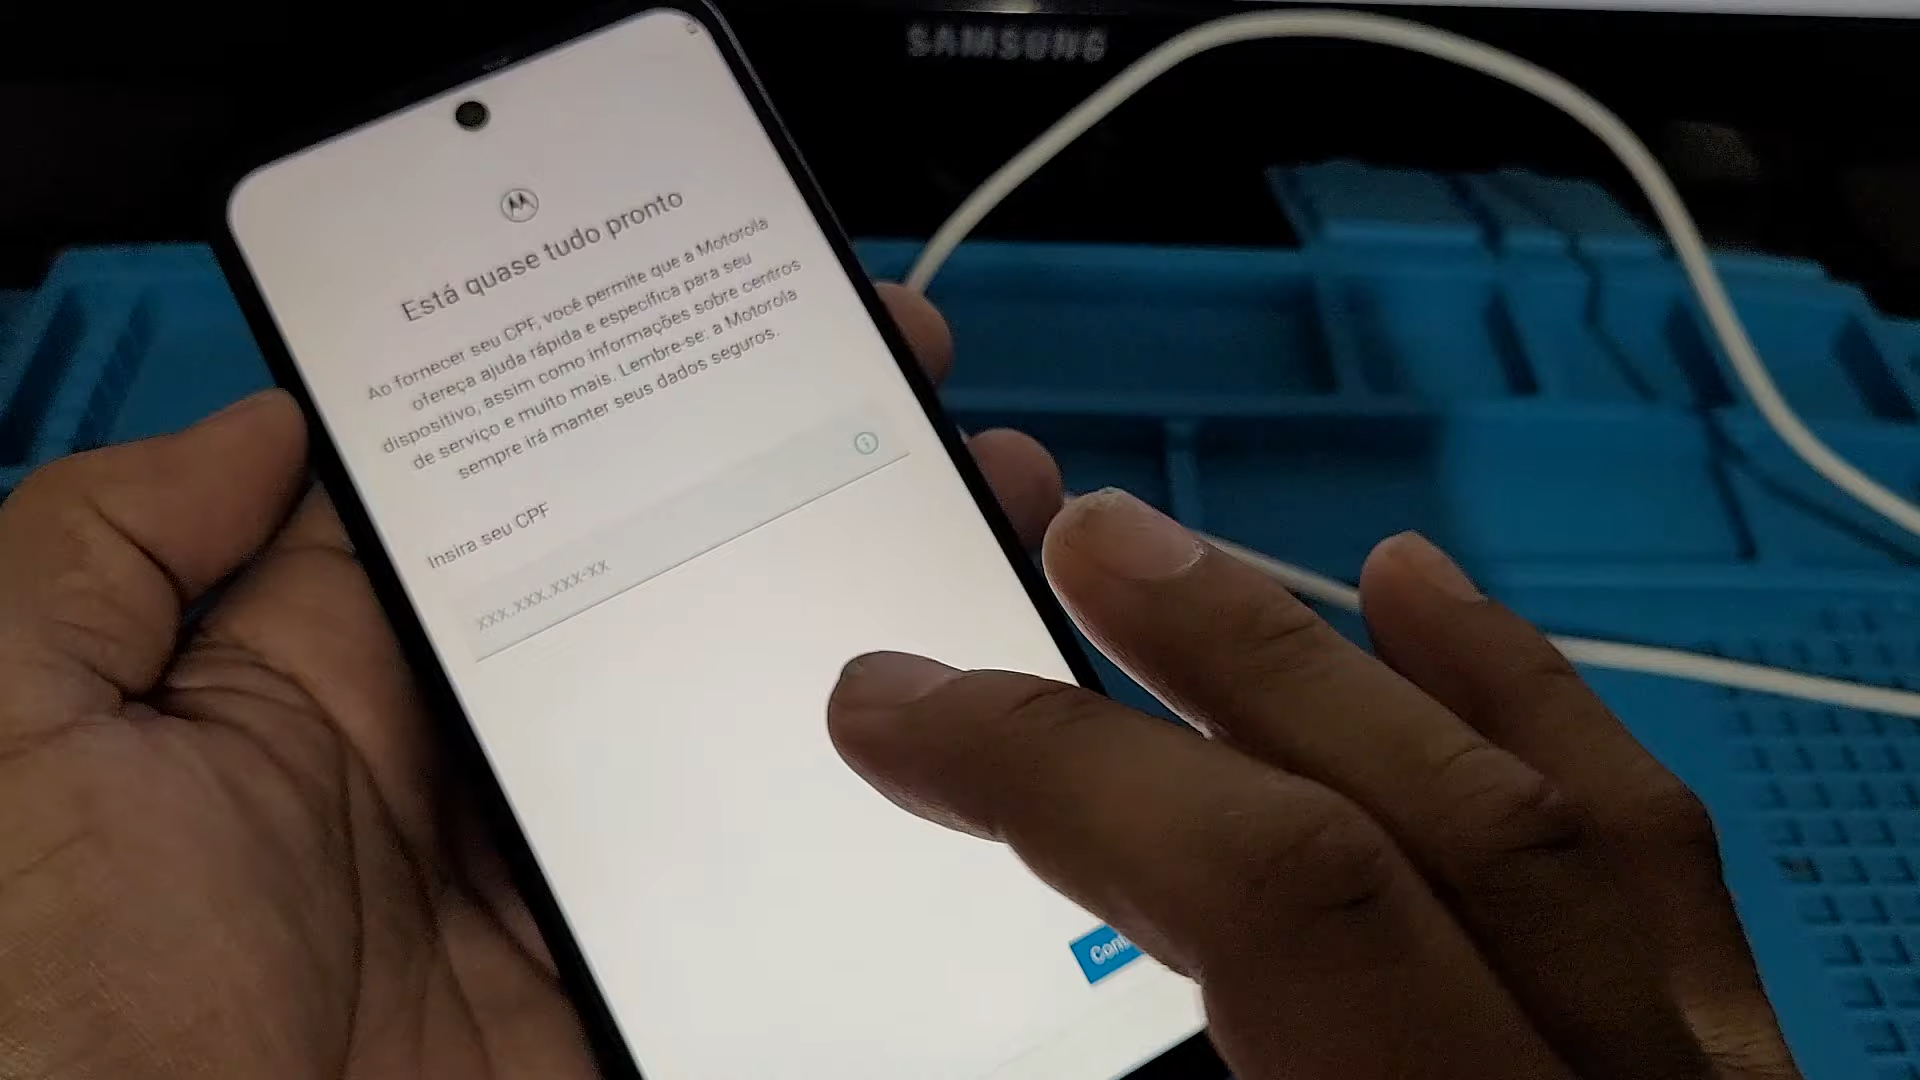 SAMSUNG
Está quase tudo pronto
Ao fornecer seu CPF, você permite que a Motorola
ofereça ajuda rápida e específica para seu
dispositivo, assim como informações sobre centros
de serviço e muito mais. Lembre-se: a Motorola
sempre irá manter seus dados seguros.
Insira seu CPF
xxx.xxx.xxx-xx